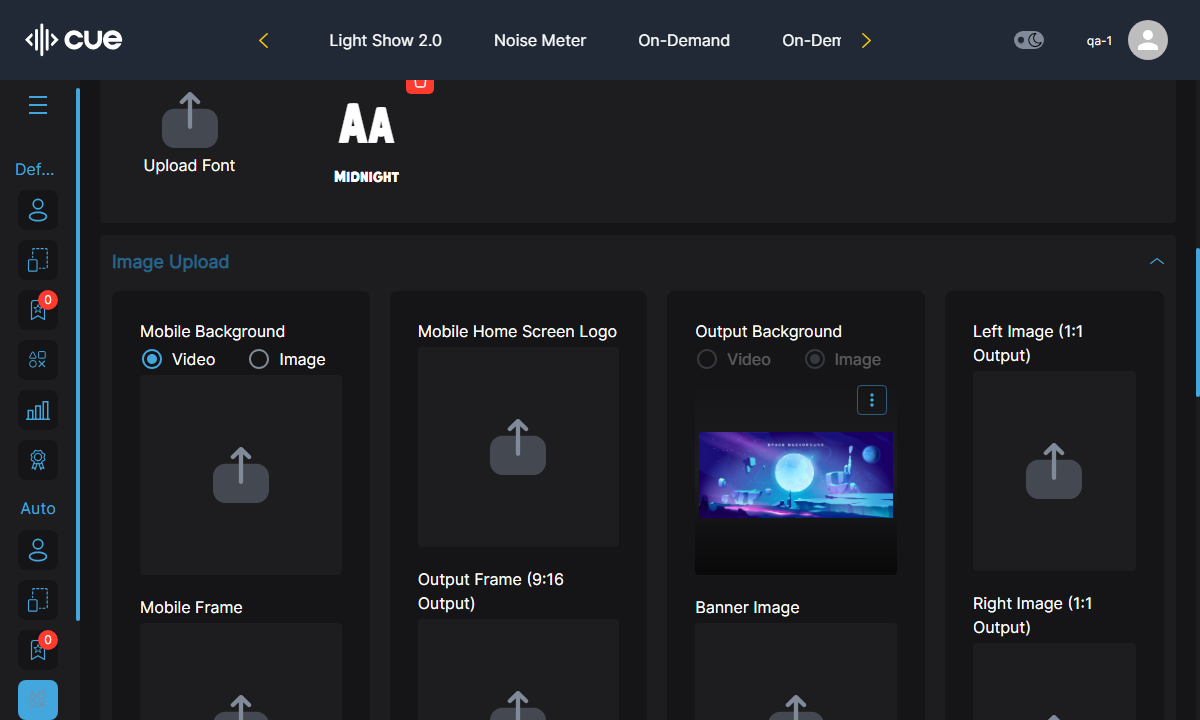 cue
Light Show 2.0
Noise Meter
On-Demand
On-Dem
qa-1
Def...
0
Auto
0
Upload Font
AA
MIDNIGHT
Image Upload
Mobile Background
Video
Image
Mobile Home Screen Logo
Output Background
Video
Image
SPACE BACKGROUND
Left Image (1:1
Output)
Mobile Frame
Output Frame (9:16
Output)
Banner Image
Right Image (1:1
Output)